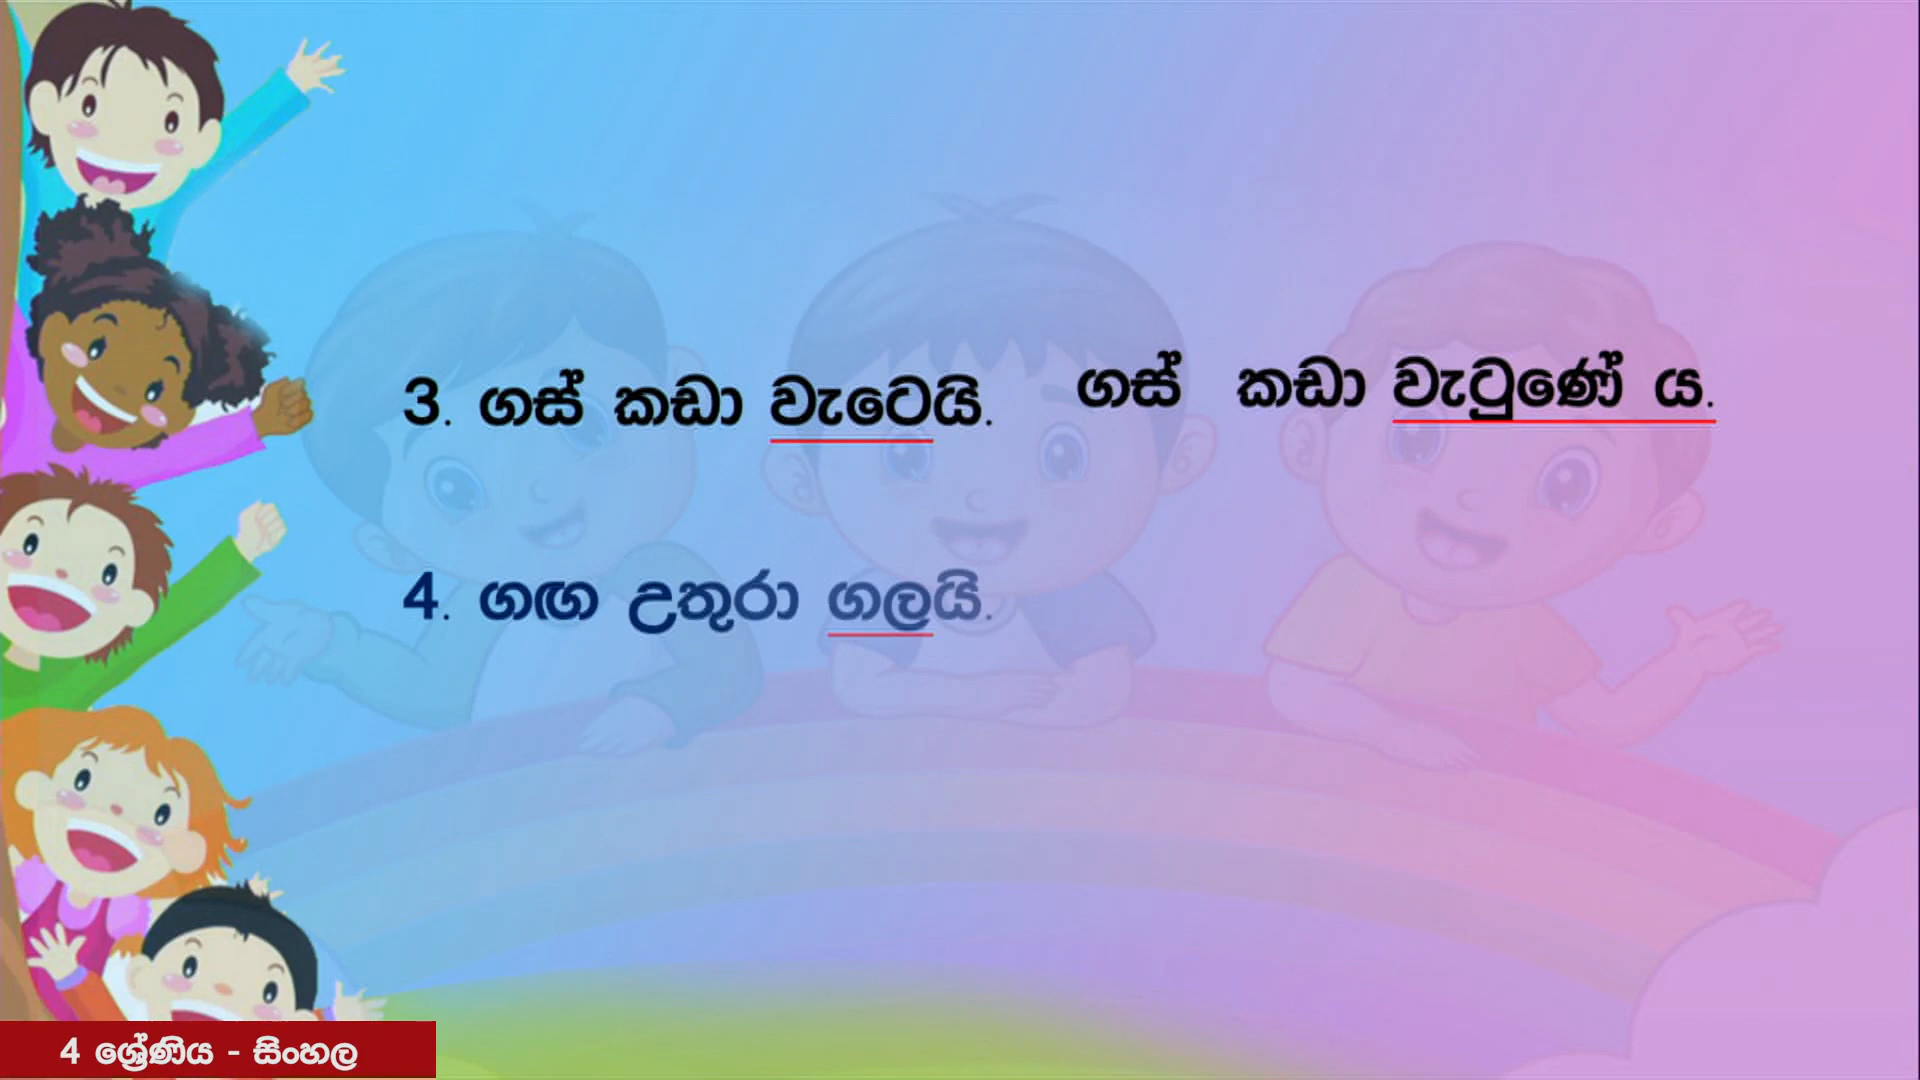 3. ගස් කඩා වැටෙයි. ගස් කඩා වැටුණේ ය.
4. ගඟ උතුරා ගලයි.
4 ශ්‍රේණිය - සිංහල